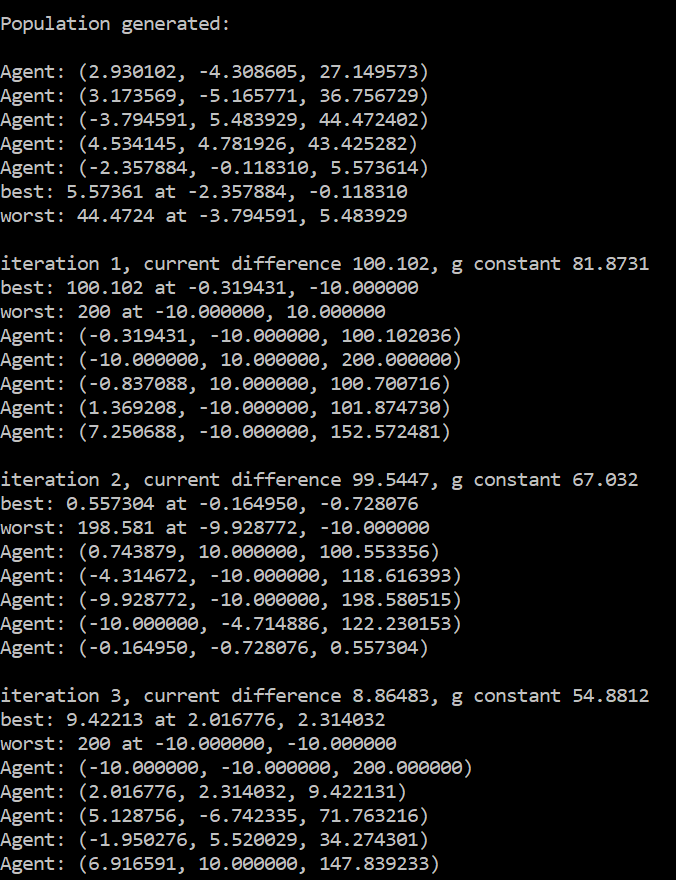 Population generated:
Agent: (2.930102, -4.308605, 27.149573)
Agent: (3.173569, -5.165771, 36.756729)
Agent: (-3.794591, 5.483929, 44.472402)
Agent: (4.534145, 4.781926, 43.425282)
Agent: (-2.357884, -0.118310, 5.573614)
best: 5.57361 at -2.357884, -0.118310
worst: 44.4724 at -3.794591, 5.483929
iteration 1, current difference 100.102, g constant 81.8731
best: 100.102 at -0.319431, -10.000000
worst: 200 at -10.000000, 10.000000
Agent: (-0.319431, -10.000000, 100.102036)
Agent: (-10.000000, 10.000000, 200.000000)
Agent: (-0.837088, 10.000000, 100.700716)
Agent: (1.369208, -10.000000, 101.874730)
Agent: (7.250688, -10.000000, 152.572481)
iteration 2, current difference 99.5447, g constant 67.032
best: 0.557304 at -0.164950, -0.728076
worst: 198.581 at -9.928772, -10.000000
Agent: (0.743879, 10.000000, 100.553356)
Agent: (-4.314672, -10.000000, 118.616393)
Agent: (-9.928772, -10.000000, 198.580515)
Agent: (-10.000000, -4.714886, 122.230153)
Agent: (-0.164950, -0.728076, 0.557304)
iteration 3, current difference 8.86483, g constant 54.8812
best: 9.42213 at 2.016776, 2.314032
worst: 200 at -10.000000, -10.000000
Agent: (-10.000000, -10.000000, 200.000000)
Agent: (2.016776, 2.314032, 9.422131)
Agent: (5.128756, -6.742335, 71.763216)
Agent: (-1.950276, 5.520029, 34.274301)
Agent: (6.916591, 10.000000, 147.839233)